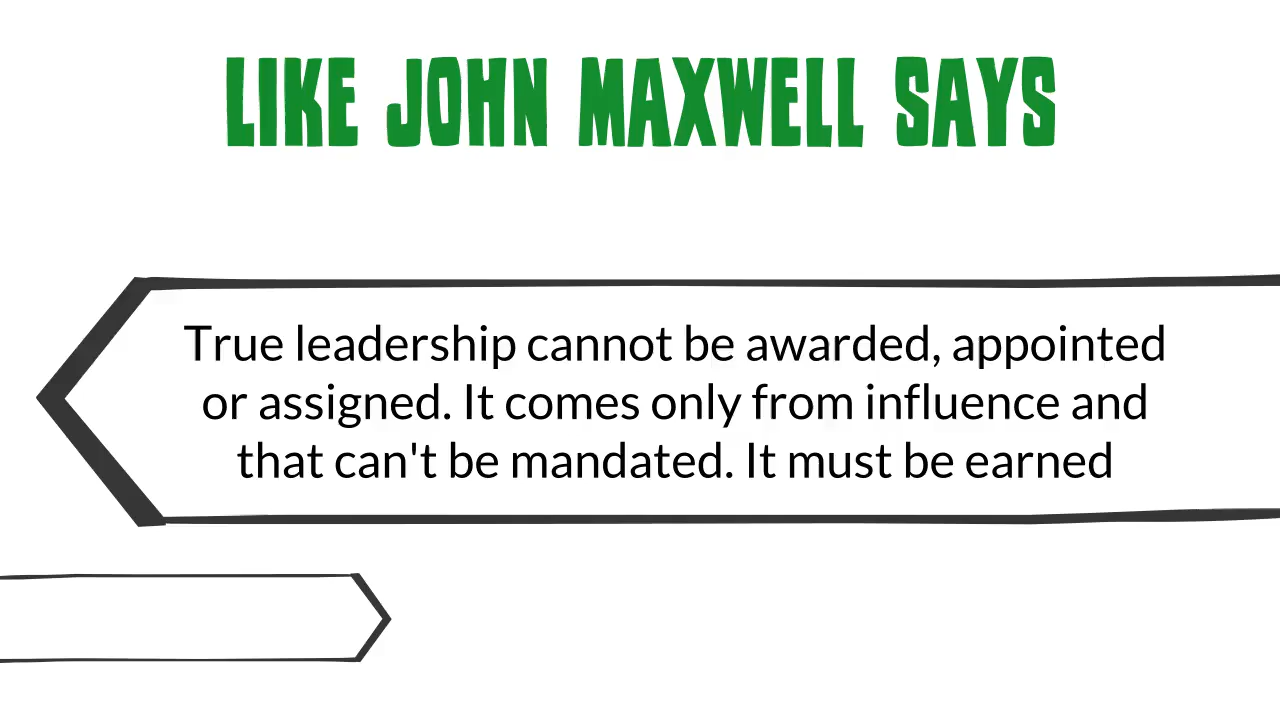 LIKE JOHN MAXWELL SAYS
True leadership cannot be awarded, appointed
or assigned. It comes only from influence and
that can't be mandated. It must be earned